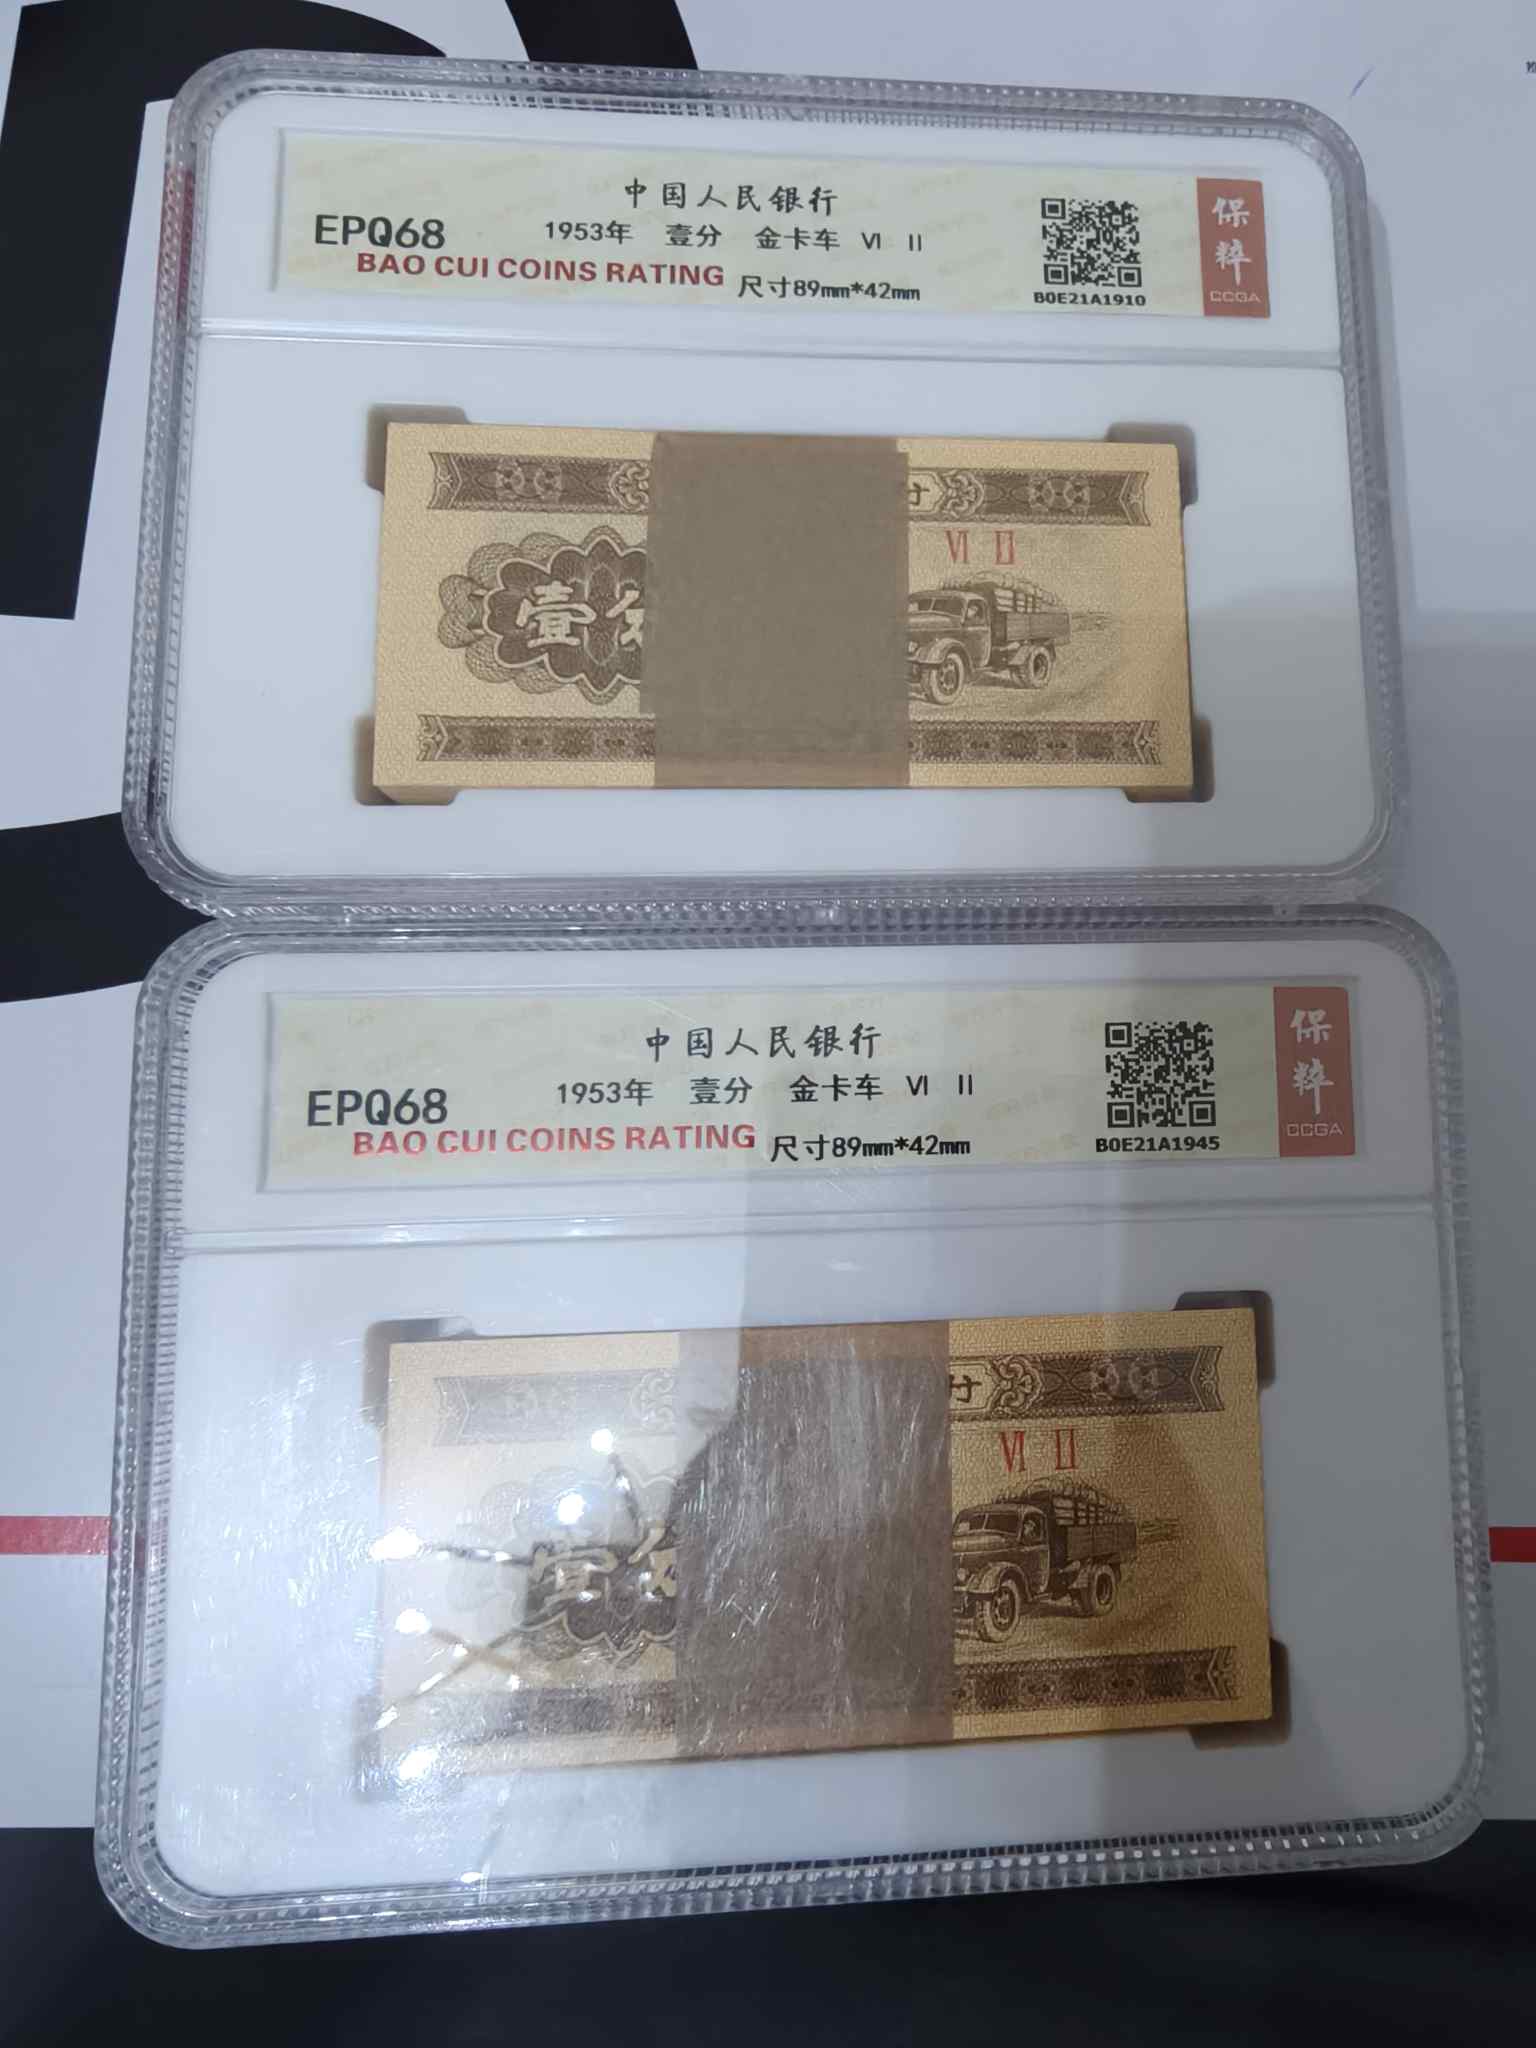 中国人民银行
EPQ68 1953年 壹分 金卡车 VI II
BAO CUI COINS RATING 尺寸89mm*42mm
B0E21A1910
保粹
CCGA
壹分
VI II
中国人民银行
EPQ68 1953年 壹分 金卡车 VI II
BAO CUI COINS RATING 尺寸89mm*42mm
B0E21A1945
保粹
CCGA
壹分
VI II